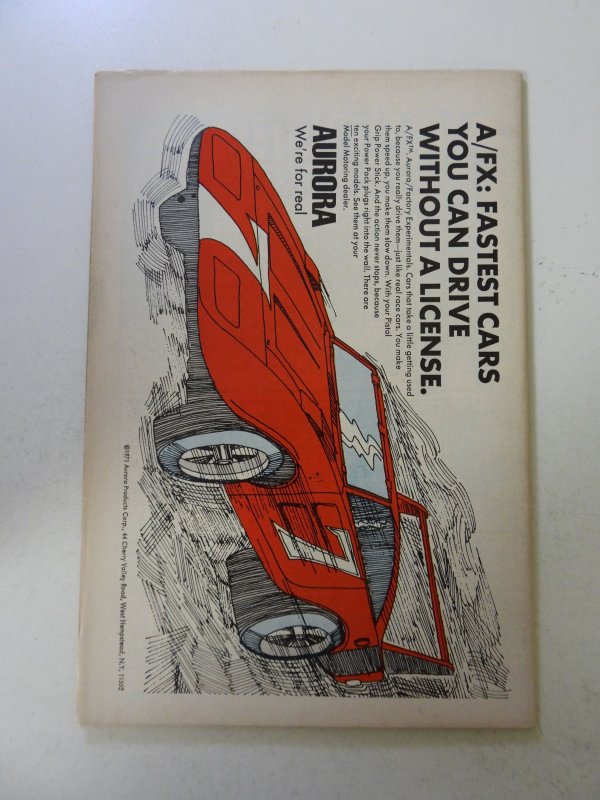 A/FX: FASTEST CARS
YOU CAN DRIVE
WITHOUT A LICENSE.
A/FX™. Aurora/Factory Experimentals. Cars that take a little getting used
to, because you really drive them—just like real race cars. You make
them speed up, you make them slow down. With your Pistol
Grip Power Stick. And the action never stops, because
your Power Pack plugs right into the wall. There are
ten exciting models. See them at your
Model Motoring dealer.
AURORA
We're for real
7
©1971 Aurora Products Corp., 44 Cherry Valley Road, West Hempstead, N.Y. 11552